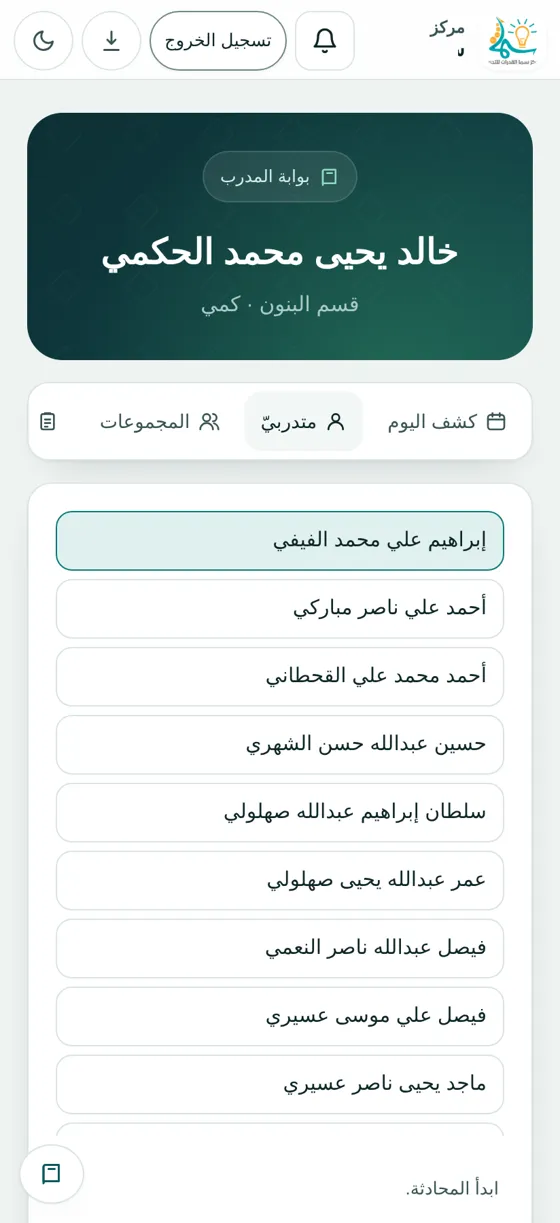 مركز
تسجيل الخروج
بوابة المدرب
خالد يحيى محمد الحكمي
قسم البنون · كمي
كشف اليوم
متدربيّ
المجموعات
إبراهيم علي محمد الفيفي
أحمد علي ناصر مباركي
أحمد محمد علي القحطاني
حسين عبدالله حسن الشهري
سلطان إبراهيم عبدالله صهلولي
عمر عبدالله يحيى صهلولي
فيصل عبدالله ناصر النعمي
فيصل علي موسى عسيري
ماجد يحيى ناصر عسيري
ابدأ المحادثة.